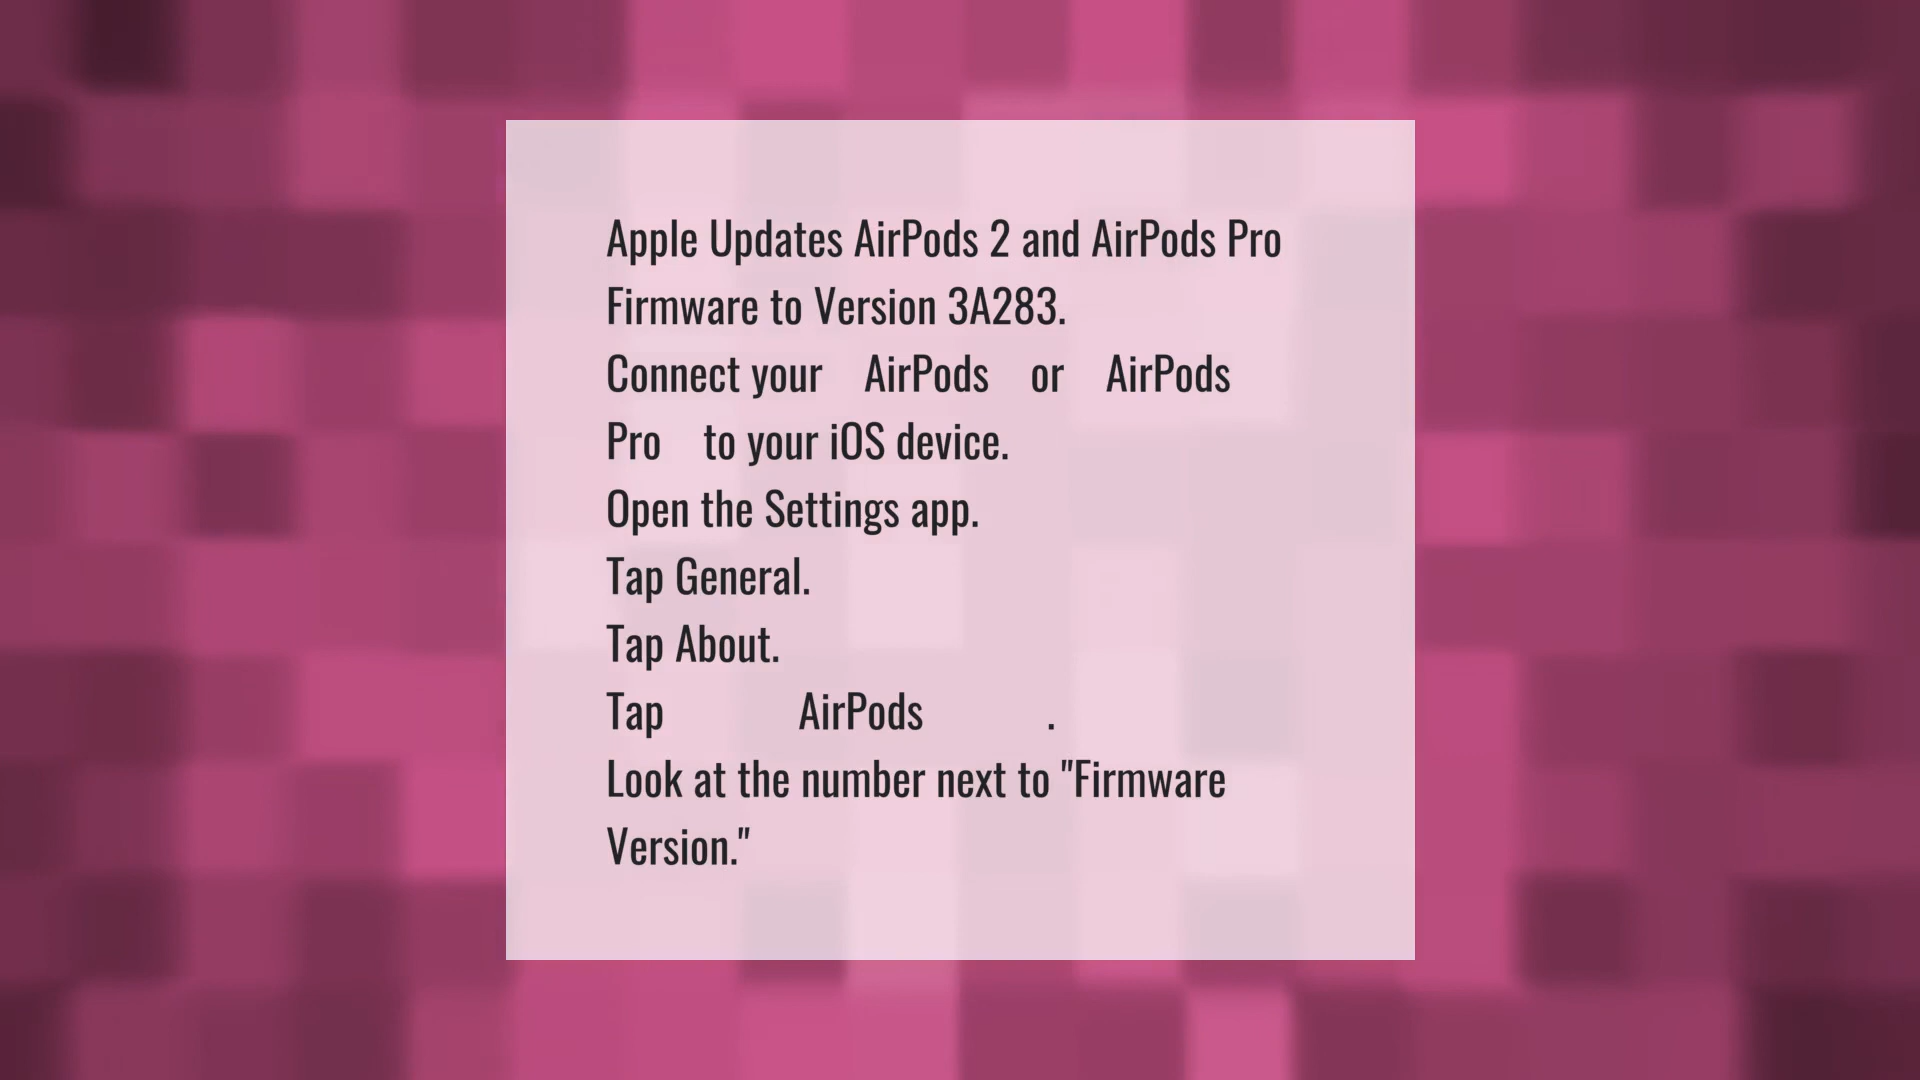 Apple Updates AirPods 2 and AirPods Pro
Firmware to Version 3A283.
Connect your AirPods or AirPods
Pro to your iOS device.
Open the Settings app.
Tap General.
Tap About.
Tap AirPods .
Look at the number next to "Firmware
Version."